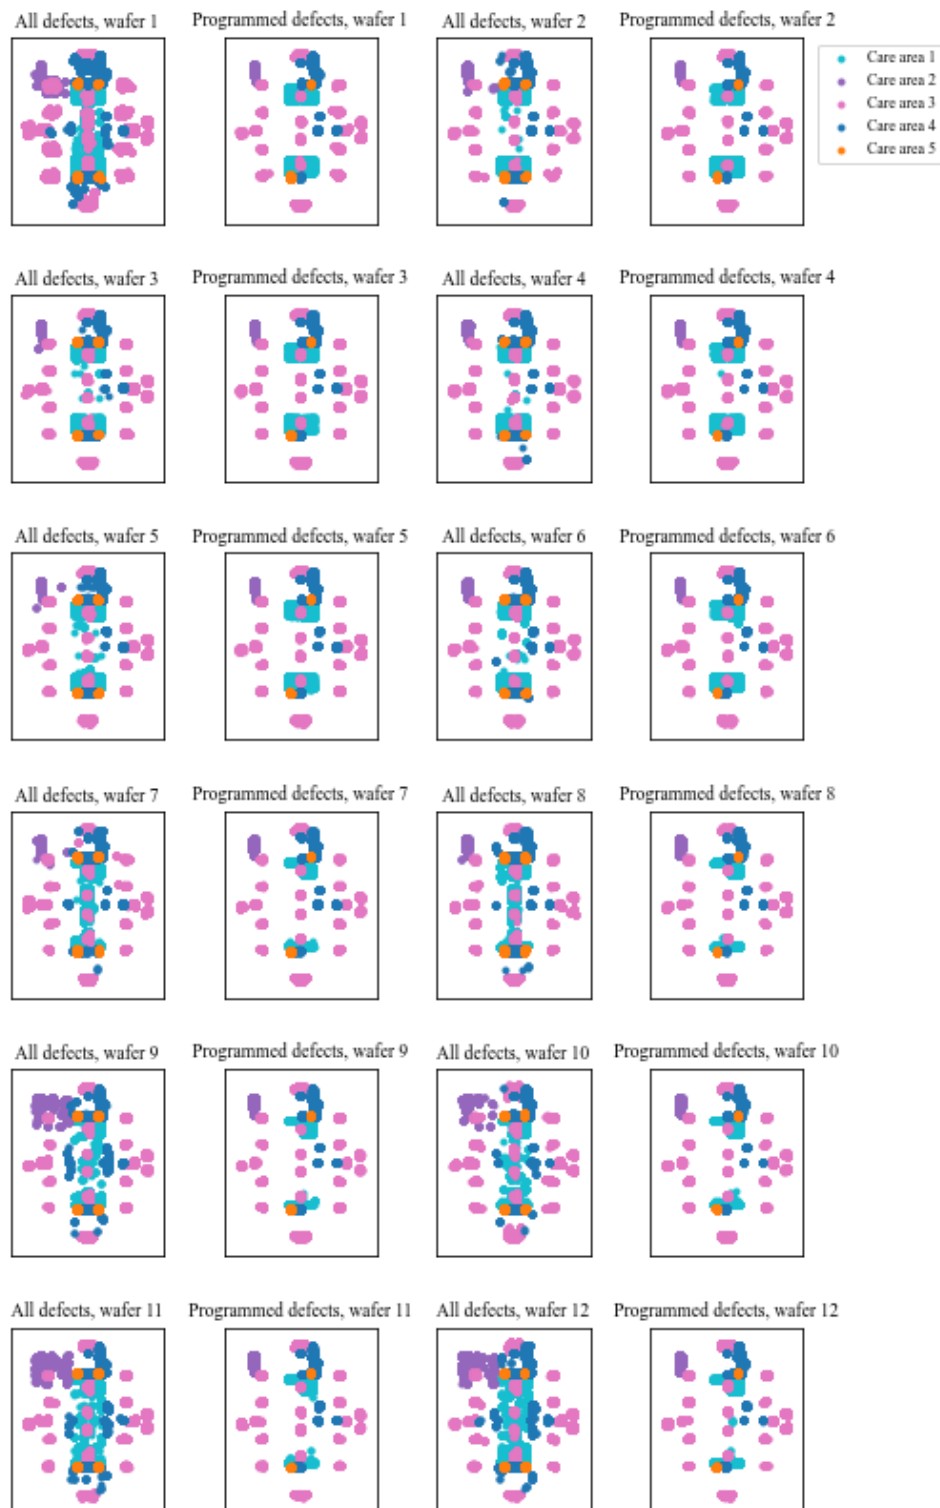 All defects, wafer 1
Programmed defects, wafer 1
All defects, wafer 2
Programmed defects, wafer 2
Care area 1
Care area 2
Care area 3
Care area 4
Care area 5
All defects, wafer 3
Programmed defects, wafer 3
All defects, wafer 4
Programmed defects, wafer 4
All defects, wafer 5
Programmed defects, wafer 5
All defects, wafer 6
Programmed defects, wafer 6
All defects, wafer 7
Programmed defects, wafer 7
All defects, wafer 8
Programmed defects, wafer 8
All defects, wafer 9
Programmed defects, wafer 9
All defects, wafer 10
Programmed defects, wafer 10
All defects, wafer 11
Programmed defects, wafer 11
All defects, wafer 12
Programmed defects, wafer 12